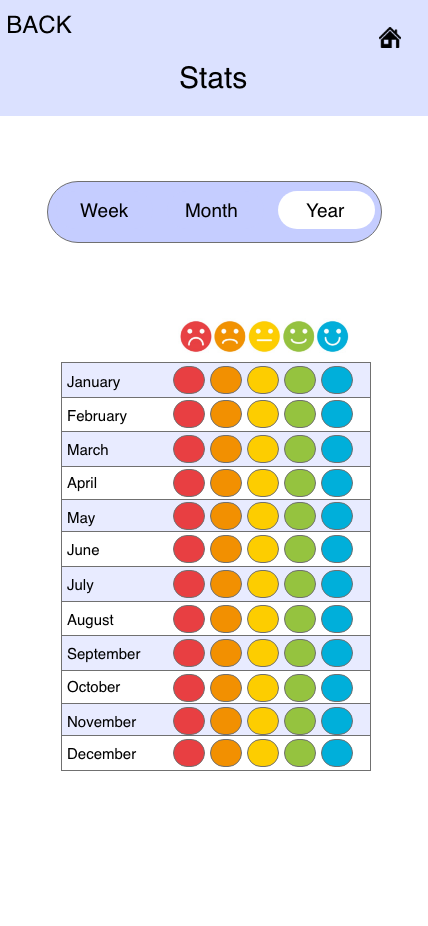 BACK
Stats
Week Month Year
January
February
March
April
May
June
July
August
September
October
November
December